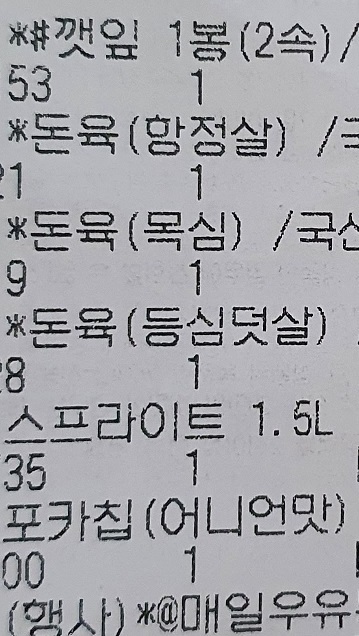 *#깻잎 1봉(2속)/
53 1
*돈육(항정살) /국
21 1
*돈육(목심) /국산
9 1
*돈육(등심덧살)
8 1
스프라이트 1.5L
35 1
포카칩(어니언맛)
00 1
(행사)*@매일우유